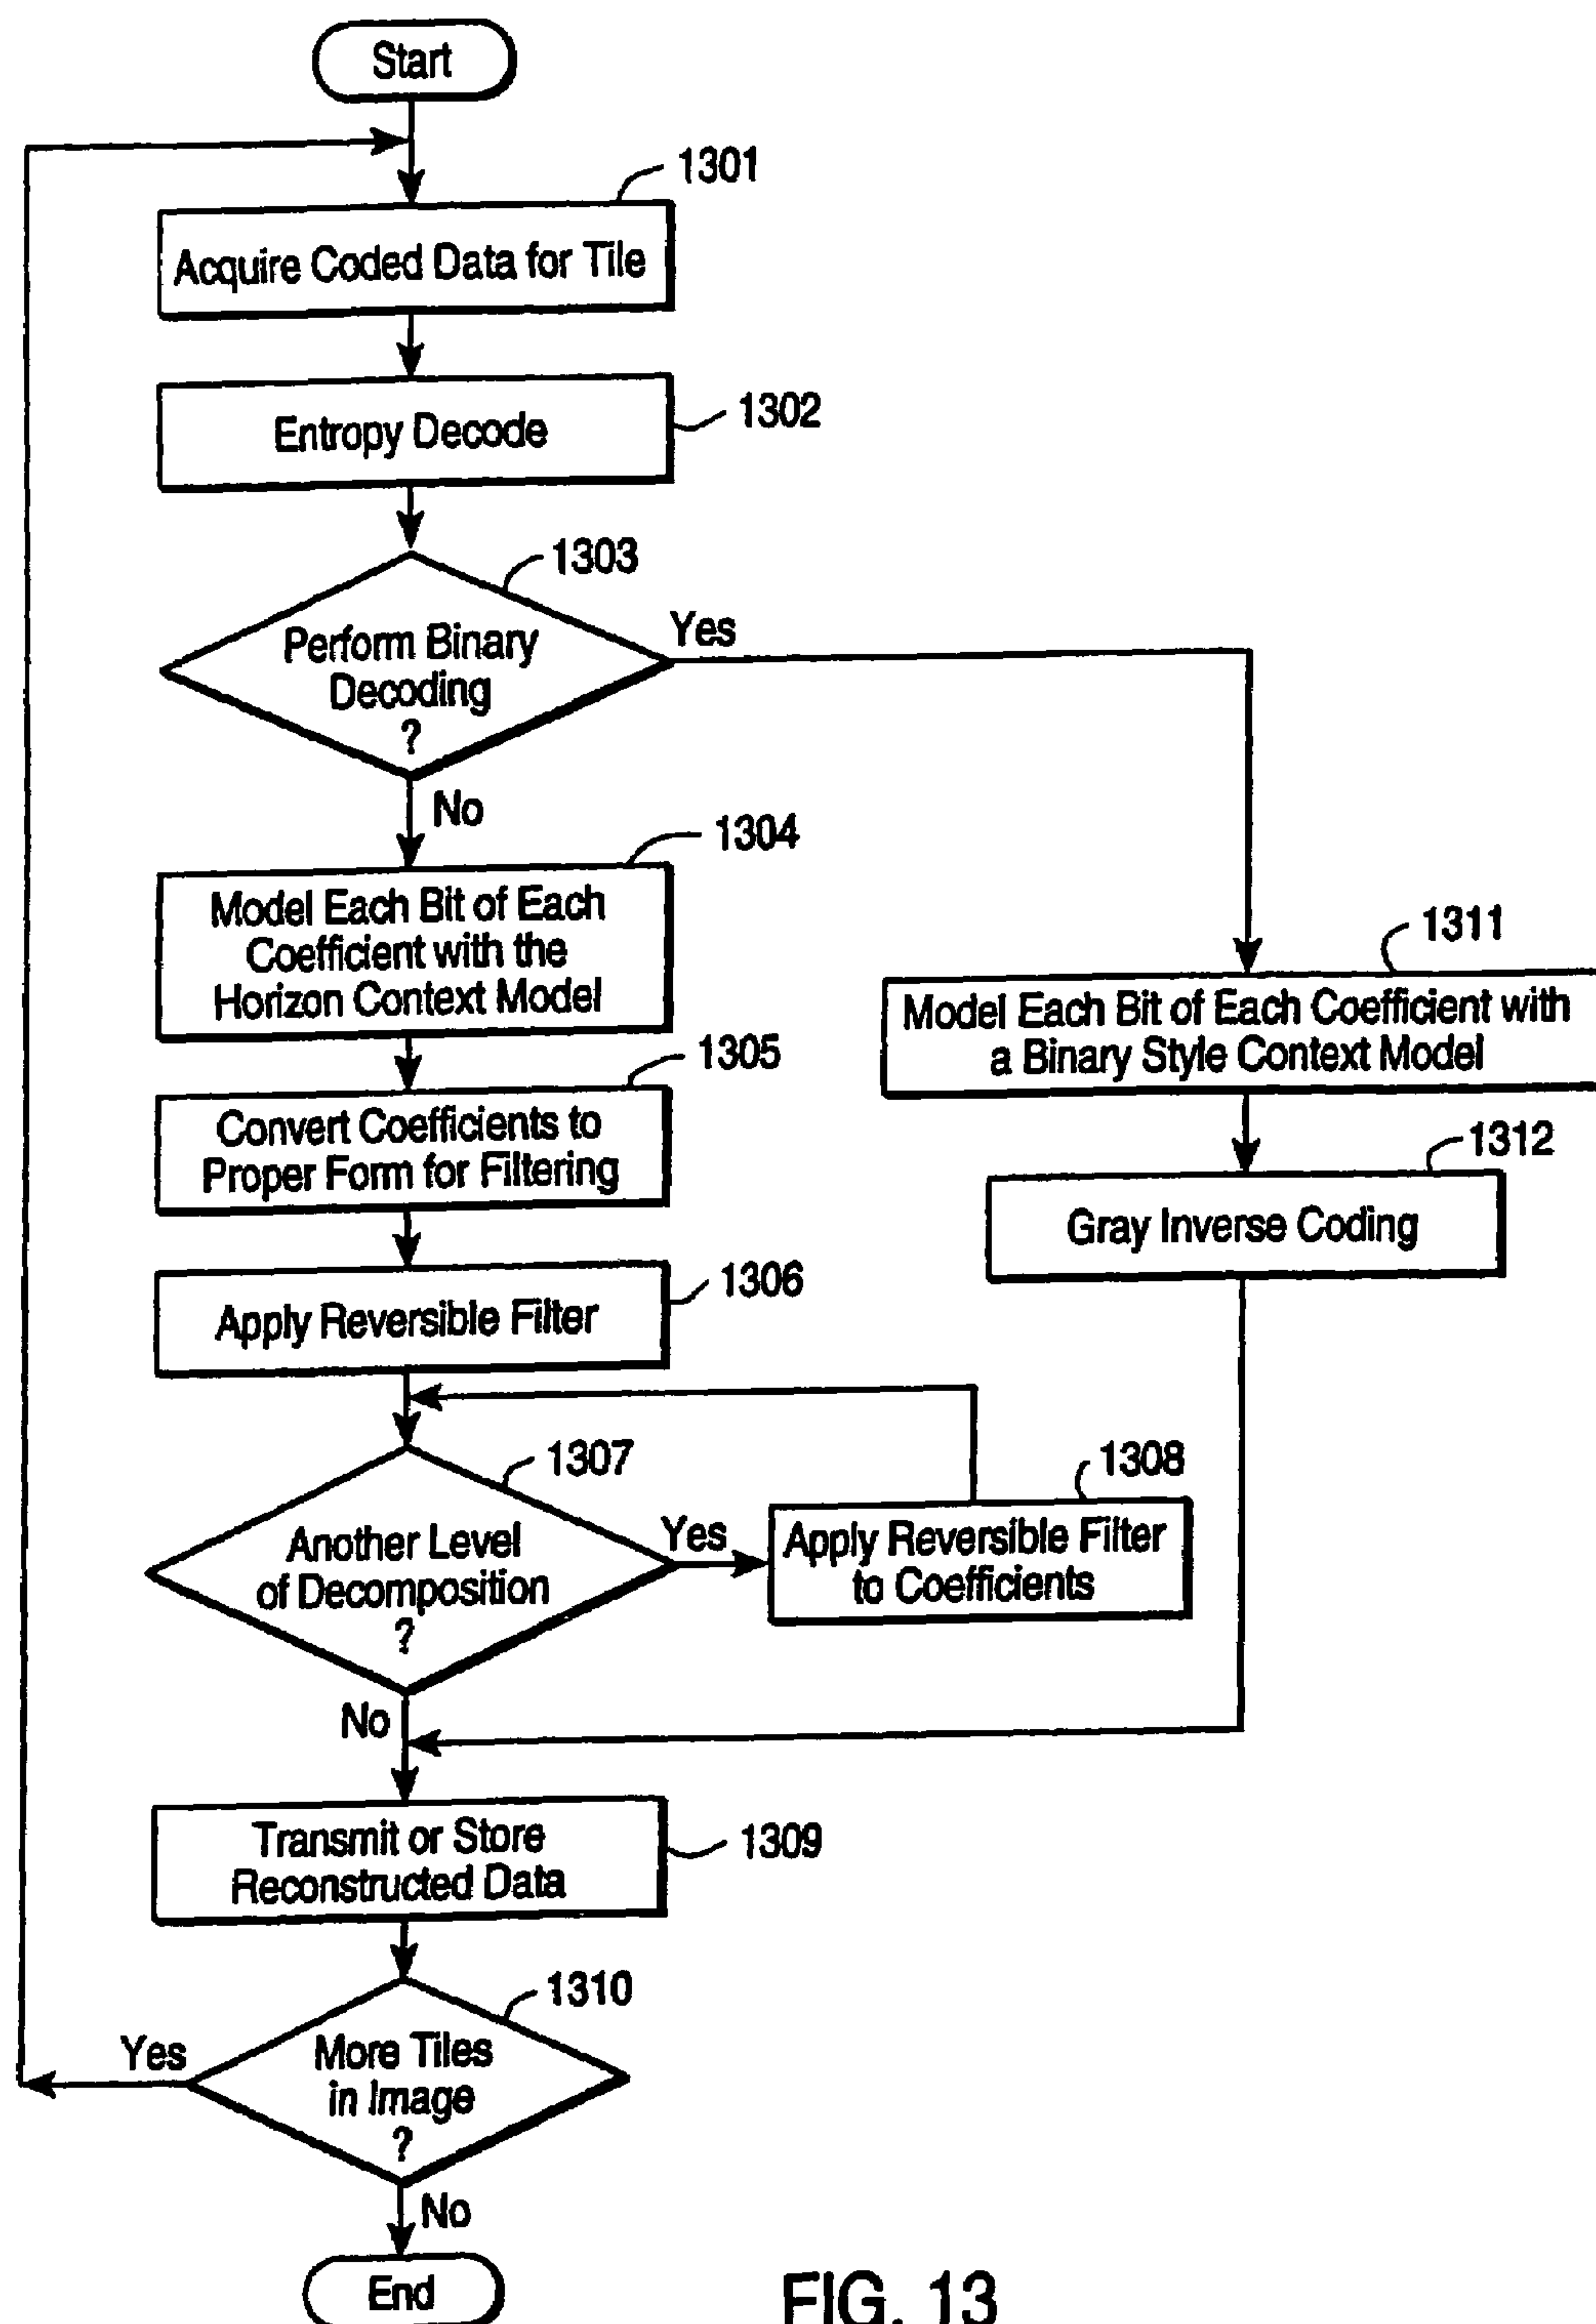 Start
1301
Acquire Coded Data for Tile
Entropy Decode
1302
1303
Perform Binary
Decoding
?
Yes
No
1304
Model Each Bit of Each
Coefficient with the
Horizon Context Model
1311
Model Each Bit of Each Coefficient with
a Binary Style Context Model
1305
Convert Coefficients to
Proper Form for Filtering
1312
Gray Inverse Coding
1306
Apply Reversible Filter
1307
Another Level
of Decomposition
?
Yes
1308
Apply Reversible Filter
to Coefficients
No
Transmit or Store
Reconstructed Data
1309
1310
More Tiles
in Image
?
Yes
No
End
FIG. 13